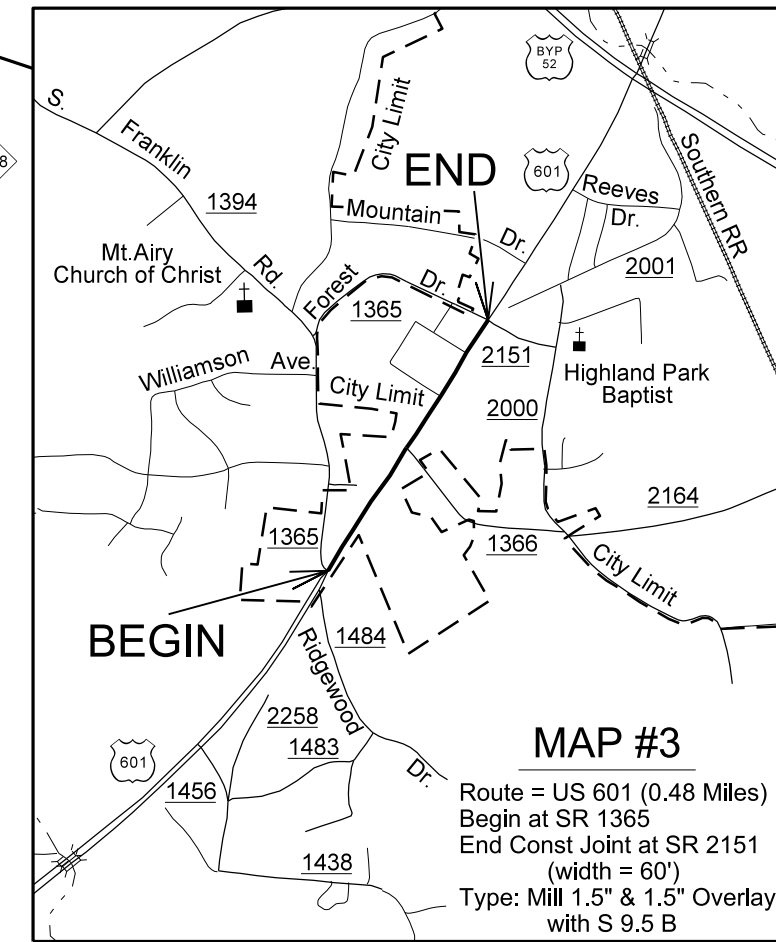 BYP
52
S.
Franklin
Rd.
City Limit
END
601
Southern RR
8
1394
Mountain
Dr.
Reeves
Dr.
2001
Mt.Airy
Church of Christ
Forest
Dr.
1365
2151
Williamson
Ave.
City Limit
Highland Park
Baptist
2000
2164
1365
1366
City Limit
BEGIN
1484
Ridgewood
Dr.
2258
1483
601
1456
1438
MAP #3
Route = US 601 (0.48 Miles)
Begin at SR 1365
End Const Joint at SR 2151
(width = 60')
Type: Mill 1.5" & 1.5" Overlay
with S 9.5 B